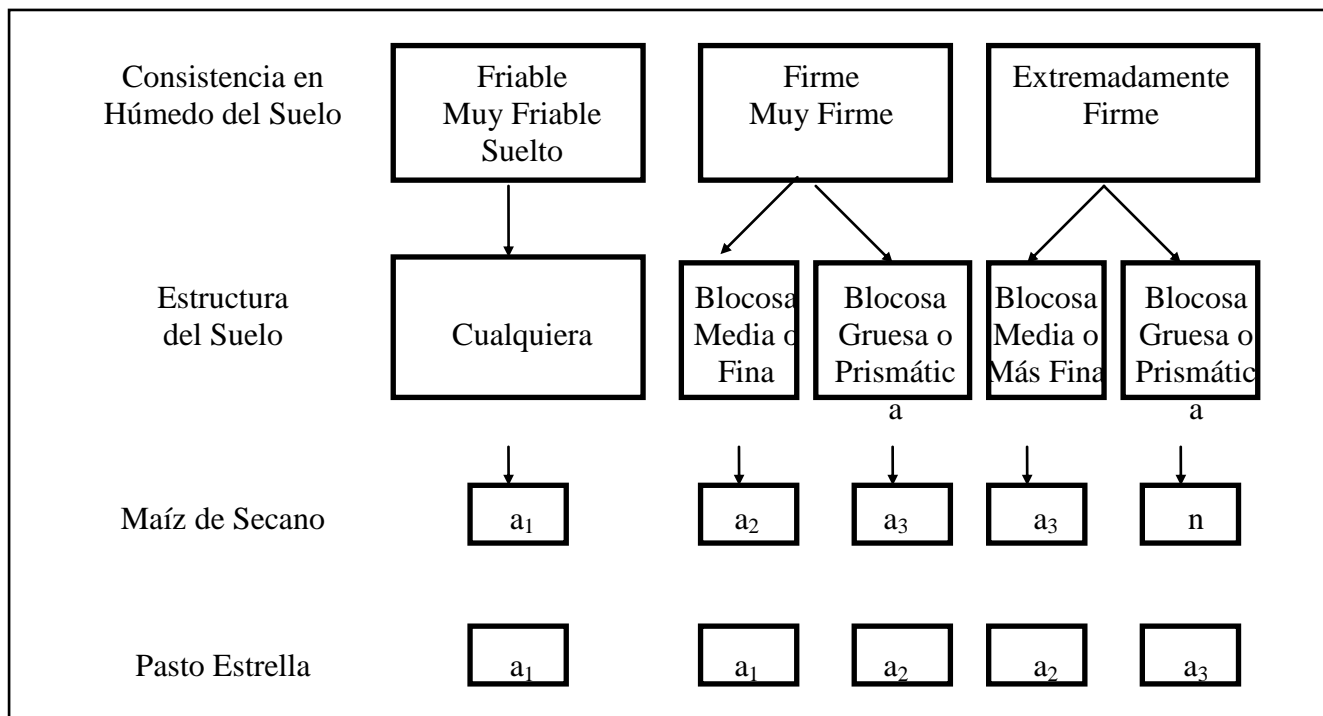 Consistencia en
Húmedo del Suelo
Friable
Muy Friable
Suelto
Firme
Muy Firme
Extremadamente
Firme
Estructura
del Suelo
Cualquiera
Blocosa
Media o
Fina
Blocosa
Gruesa o
Prismátic
a
Blocosa
Media o
Más Fina
Blocosa
Gruesa o
Prismátic
a
Maíz de Secano
a₁
a₂
a₃
a₃
n
Pasto Estrella
a₁
a₁
a₂
a₂
a₃